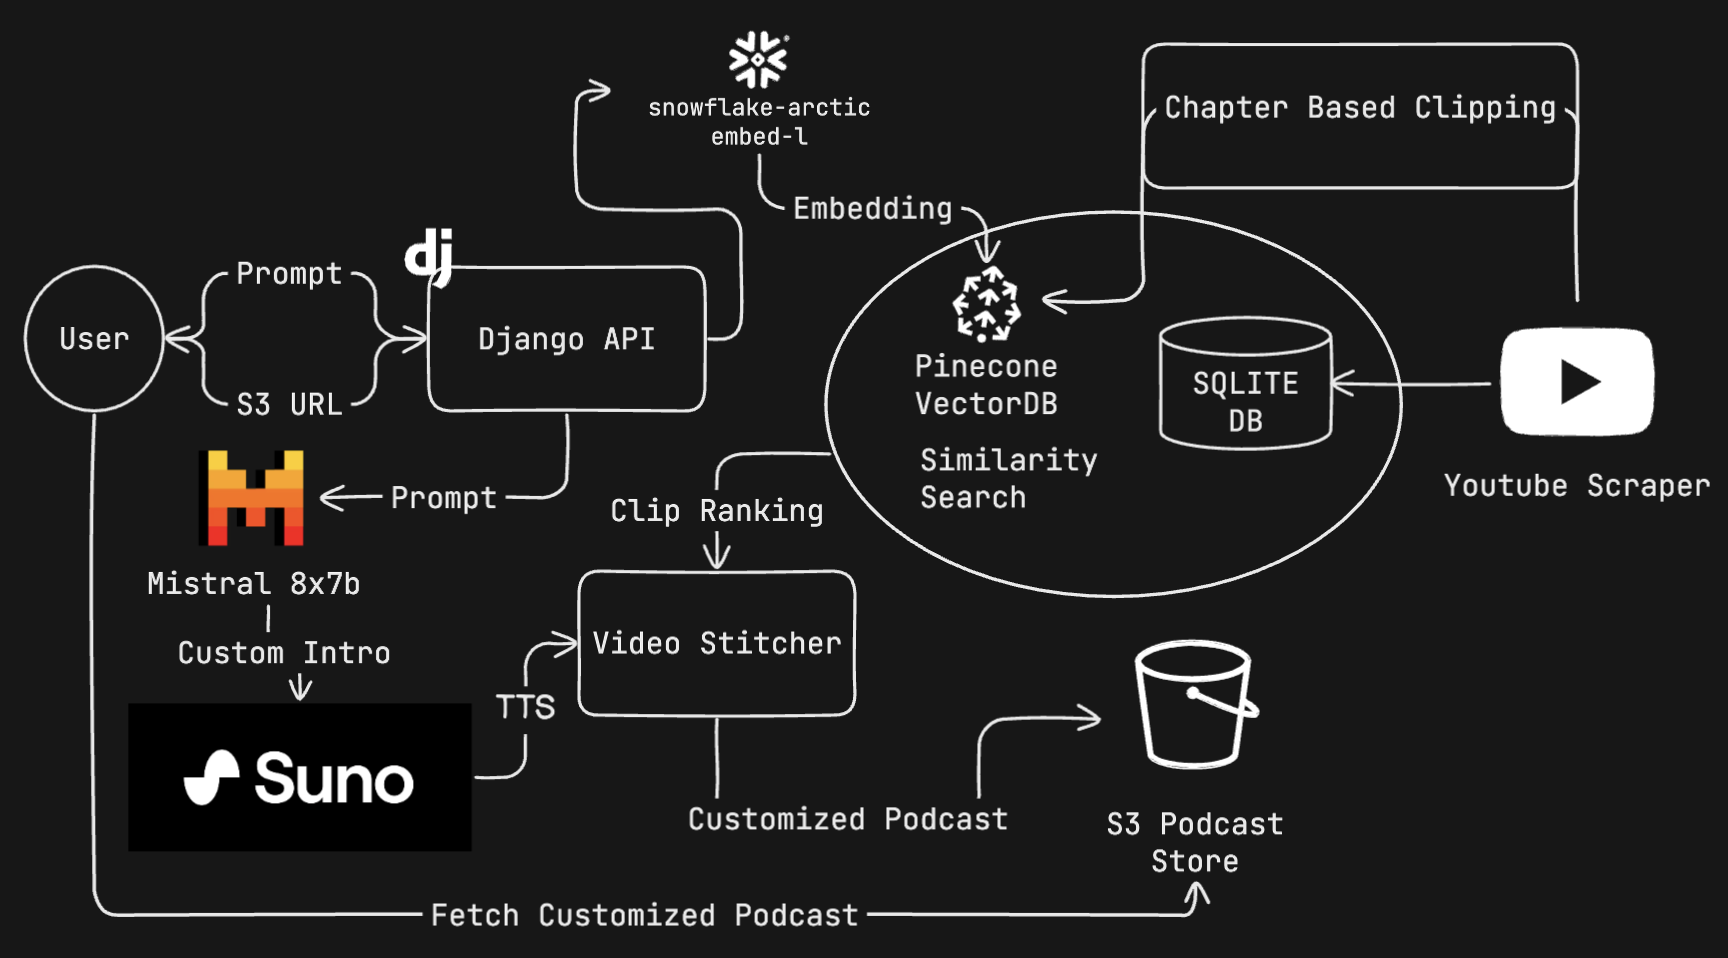 snowflake-arctic
embed-l
Chapter Based Clipping
Embedding
dj
Prompt
User
Django API
S3 URL
Pinecone
VectorDB
SQLITE
DB
Similarity
Search
Youtube Scraper
Prompt
Clip Ranking
Mistral 8x7b
Custom Intro
Video Stitcher
TTS
Suno
Customized Podcast
S3 Podcast
Store
Fetch Customized Podcast